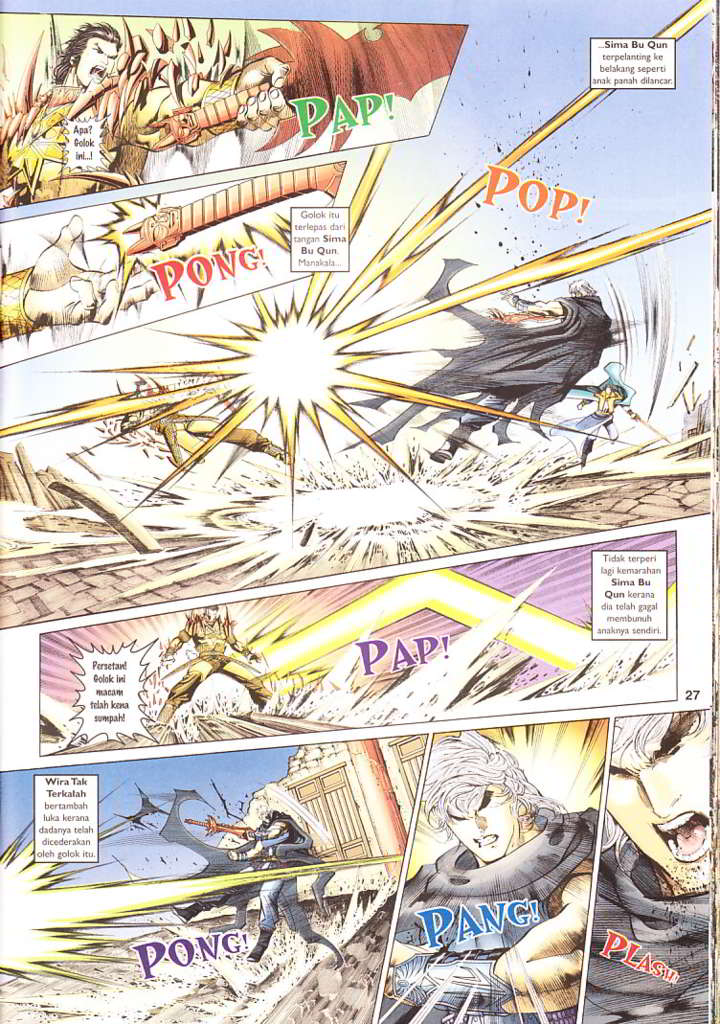 Apa?
Golok
ini...!
PAP!
...Sima Bu Qun
terpelanting ke
belakang seperti
anak panah dilancar.
POP!
PONG!
Golok itu
terlepas dari
tangan Sima
Bu Qun.
Manakala...
Tidak terperi
lagi kemarahan
Sima Bu
Qun kerana
dia telah gagal
membunuh
anaknya sendiri.
PAP!
Persetan!
Golok ini
macam
telah kena
sumpah!
27
Wira Tak
Terkalah
bertambah
luka kerana
dadanya telah
dicederakan
oleh golok itu.
PONG!
PANG!
PLASH!